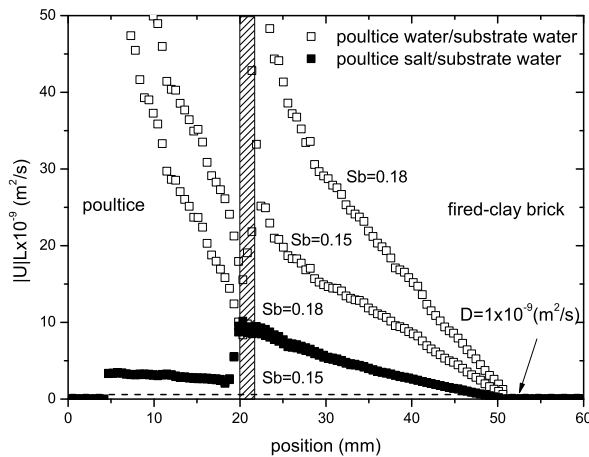 poultice water/substrate water
poultice salt/substrate water
50
40
30
20
10
0
|U|Lx10⁻⁹ (m²/s)
poultice
fired-clay brick
Sb=0.18
Sb=0.15
Sb=0.18
Sb=0.15
D=1x10⁻⁹(m²/s)
0 10 20 30 40 50 60
position (mm)